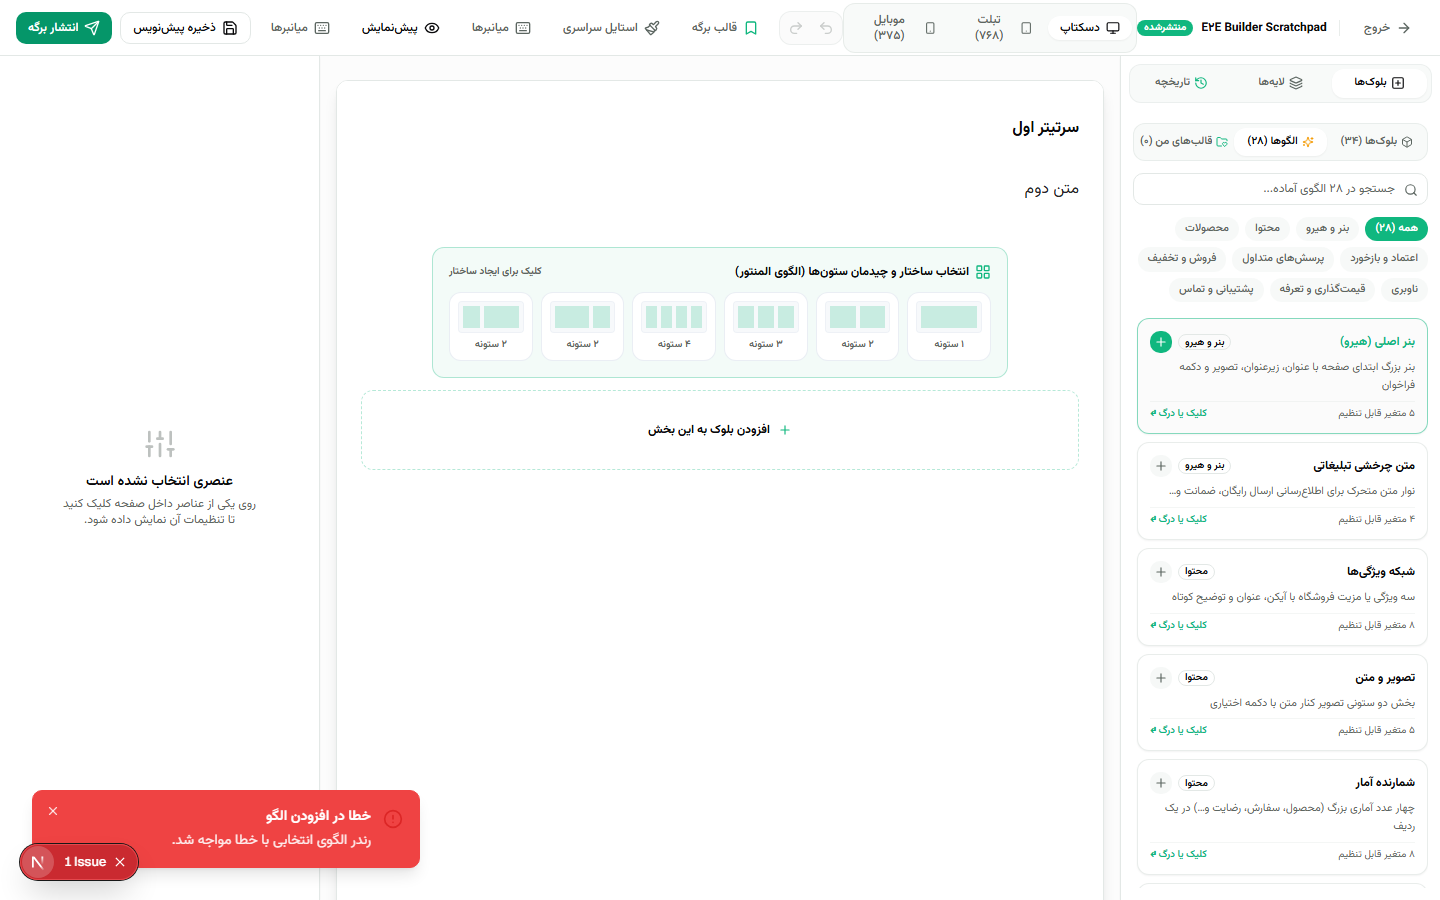 خروج
E۲E Builder Scratchpad
منتشرشده
دسکتاپ
تبلت (۷۶۸)
موبایل (۳۷۵)
قالب برگه
استایل سراسری
میانبرها
پیش‌نمایش
میانبرها
ذخیره پیش‌نویس
انتشار برگه
بلوک‌ها
لایه‌ها
تاریخچه
بلوک‌ها (۳۴)
الگوها (۲۸)
قالب‌های من (۰)
جستجو در ۲۸ الگوی آماده...
همه (۲۸)
بنر و هیرو
محتوا
محصولات
اعتماد و بازخورد
پرسش‌های متداول
فروش و تخفیف
ناوبری
قیمت‌گذاری و تعرفه
پشتیبانی و تماس
بنر اصلی (هیرو)
بنر و هیرو
بنر بزرگ ابتدای صفحه با عنوان، زیرعنوان، تصویر و دکمه
فراخوان
۵ متغیر قابل تنظیم
کلیک یا درگ
متن چرخشی تبلیغاتی
بنر و هیرو
نوار متن متحرک برای اطلاع‌رسانی ارسال رایگان، ضمانت و...
۴ متغیر قابل تنظیم
کلیک یا درگ
شبکه ویژگی‌ها
محتوا
سه ویژگی یا مزیت فروشگاه با آیکن، عنوان و توضیح کوتاه
۸ متغیر قابل تنظیم
کلیک یا درگ
تصویر و متن
محتوا
بخش دو ستونی تصویر کنار متن با دکمه اختیاری
۵ متغیر قابل تنظیم
کلیک یا درگ
شمارنده آمار
محتوا
چهار عدد آماری بزرگ (محصول، سفارش، رضایت و...) در یک
ردیف
۸ متغیر قابل تنظیم
کلیک یا درگ
سرتیتر اول
متن دوم
انتخاب ساختار و چیدمان ستون‌ها (الگوی المنتور)
کلیک برای ایجاد ساختار
۱ ستونه
۲ ستونه
۳ ستونه
۴ ستونه
۲ ستونه
۲ ستونه
افزودن بلوک به این بخش
عنصری انتخاب نشده است
روی یکی از عناصر داخل صفحه کلیک کنید
تا تنظیمات آن نمایش داده شود.
خطا در افزودن الگو
رندر الگوی انتخابی با خطا مواجه شد.
N
1 Issue